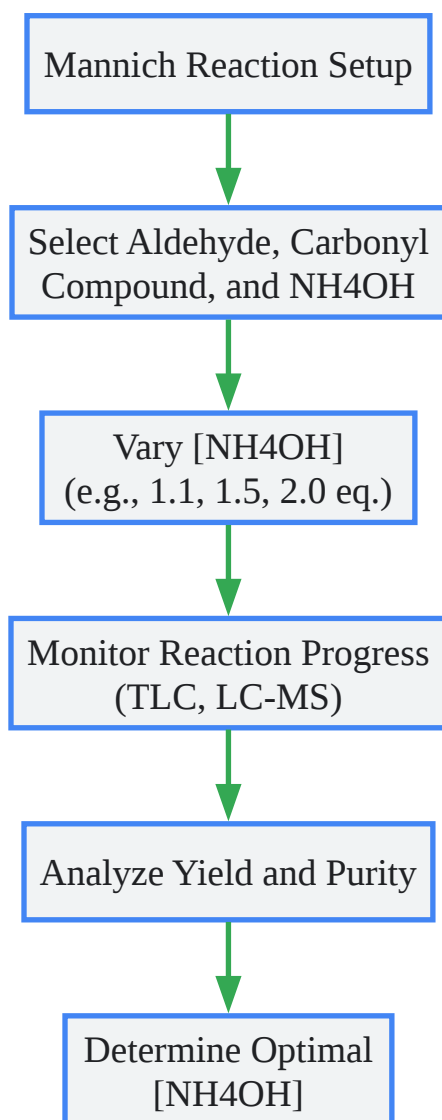 Mannich Reaction Setup
Select Aldehyde, Carbonyl
Compound, and NH4OH
Vary [NH4OH]
(e.g., 1.1, 1.5, 2.0 eq.)
Monitor Reaction Progress
(TLC, LC-MS)
Analyze Yield and Purity
Determine Optimal
[NH4OH]